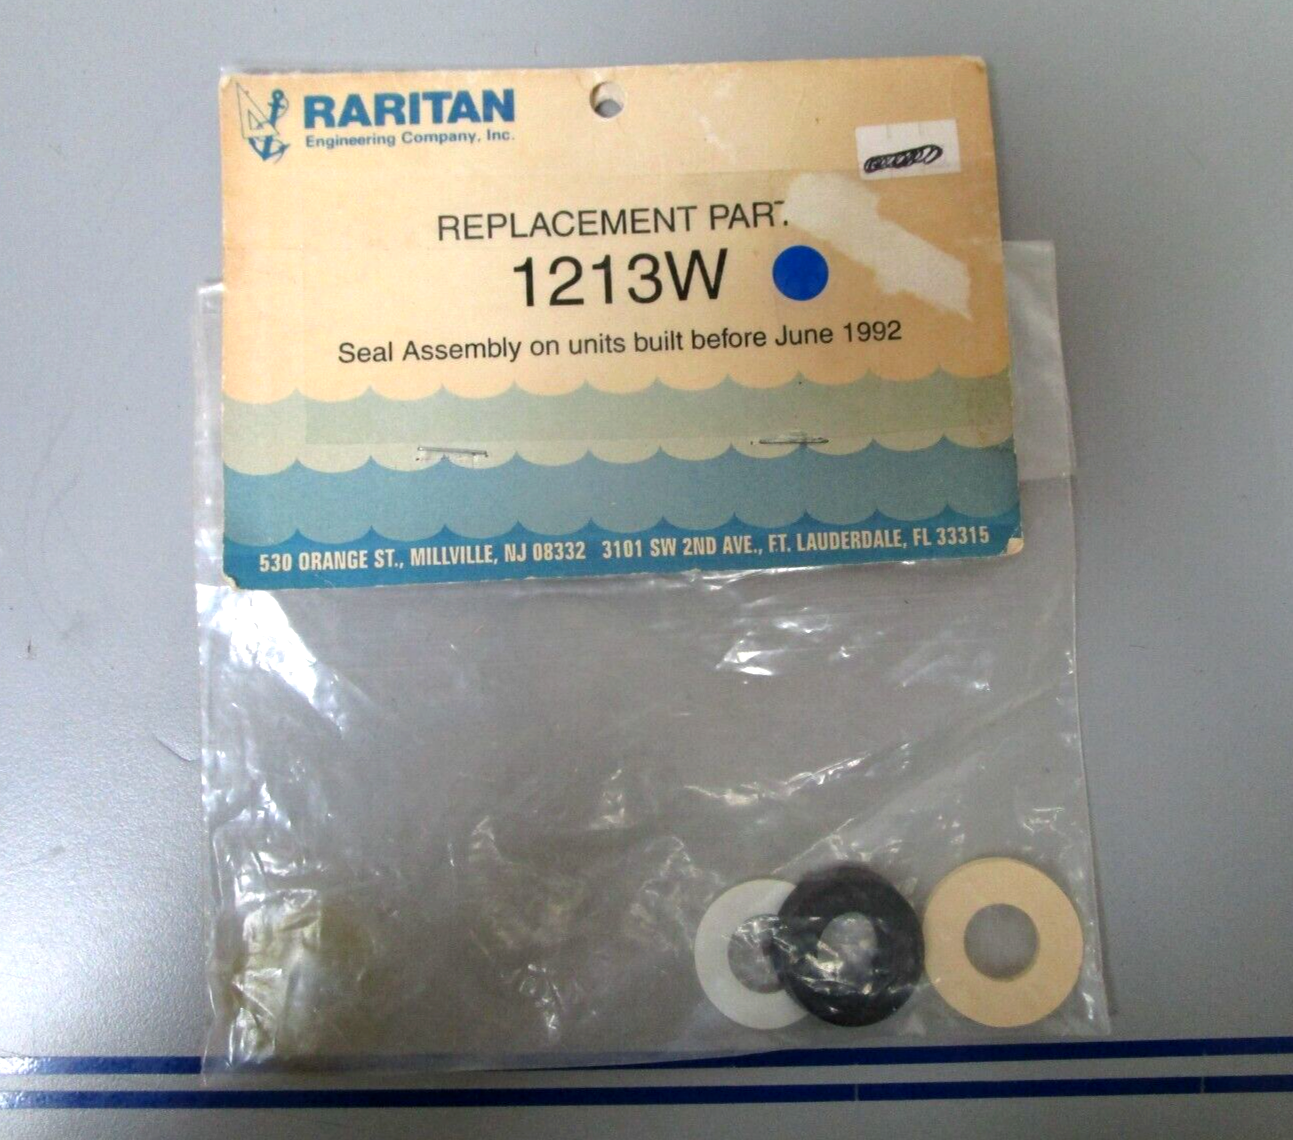 RARITAN
Engineering Company, Inc.
REPLACEMENT PART
1213W
Seal Assembly on units built before June 1992
530 ORANGE ST., MILLVILLE, NJ 08332 3101 SW 2ND AVE., FT. LAUDERDALE, FL 33315